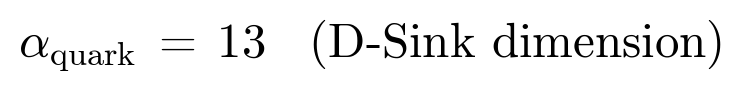 α_quark = 13 (D-Sink dimension)